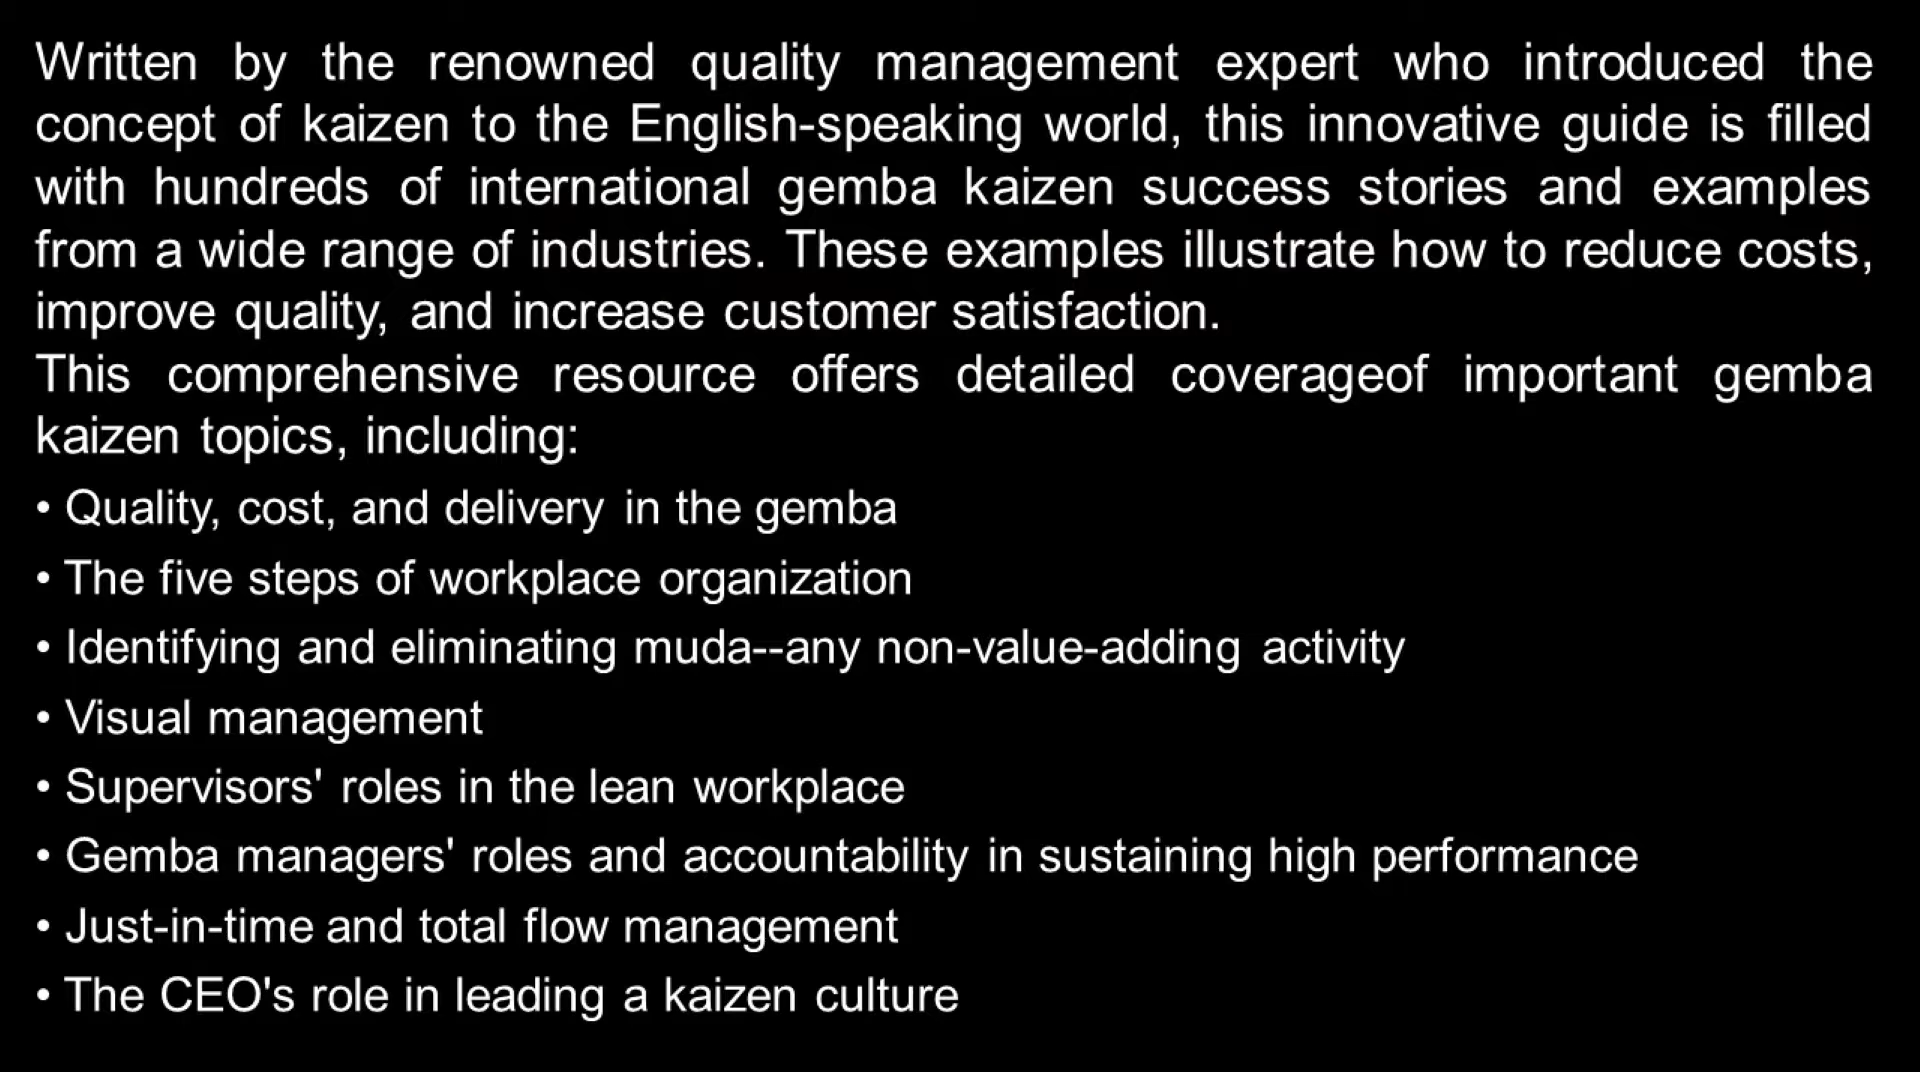 Written by the renowned quality management expert who introduced the
concept of kaizen to the English-speaking world, this innovative guide is filled
with hundreds of international gemba kaizen success stories and examples
from a wide range of industries. These examples illustrate how to reduce costs,
improve quality, and increase customer satisfaction.
This comprehensive resource offers detailed coverageof important gemba
kaizen topics, including:
• Quality, cost, and delivery in the gemba
• The five steps of workplace organization
• Identifying and eliminating muda--any non-value-adding activity
• Visual management
• Supervisors' roles in the lean workplace
• Gemba managers' roles and accountability in sustaining high performance
• Just-in-time and total flow management
• The CEO's role in leading a kaizen culture